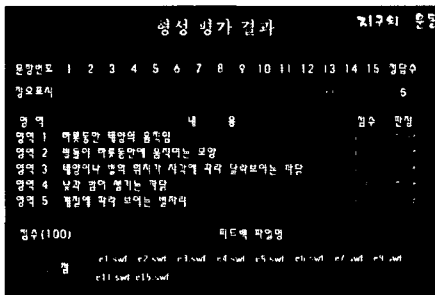 형성 평가 결과
지구의 운동
문항번호 1 2 3 4 5 6 7 8 9 10 11 12 13 14 15 정답수
정오표시 5
영 역 내 용 점수 판정
영역 1 하룻동안 태양의 움직임
영역 2 별들이 하룻동안에 움직이는 모양
영역 3 태양이나 별의 위치가 시각에 따라 달라보이는 까닭
영역 4 낮과 밤이 생기는 까닭
영역 5 계절에 따라 보이는 별자리
점수(100) 피드백 파일명
점 e1.swf e2.swf e3.swf e4.swf e5.swf e6.swf e7.swf e9.swf
e11.swf e15.swf